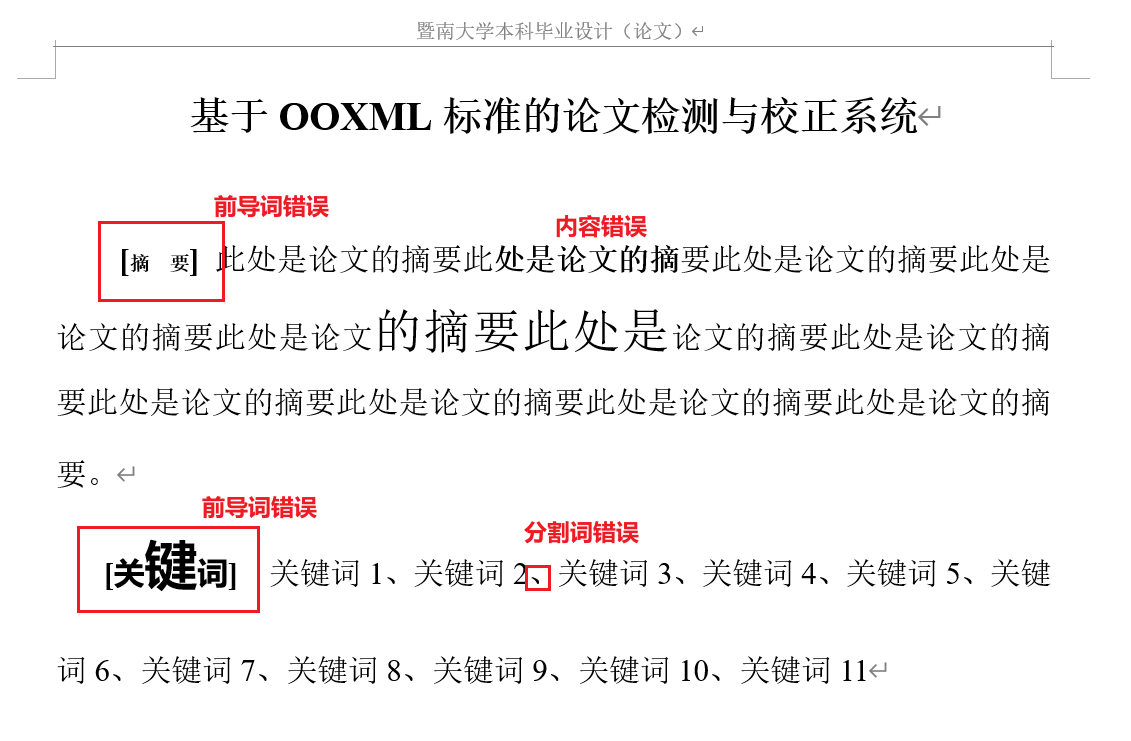 暨南大学本科毕业设计（论文）
基于 OOXML 标准的论文检测与校正系统
前导词错误
内容错误
[摘　要] 此处是论文的摘要此处是论文的摘要此处是论文的摘要此处是
论文的摘要此处是论文的摘要此处是论文的摘要此处是论文的摘
要此处是论文的摘要此处是论文的摘要此处是论文的摘要此处是论文的摘
要。
前导词错误
分割词错误
[关键词] 关键词 1、关键词 2、关键词 3、关键词 4、关键词 5、关键
词 6、关键词 7、关键词 8、关键词 9、关键词 10、关键词 11